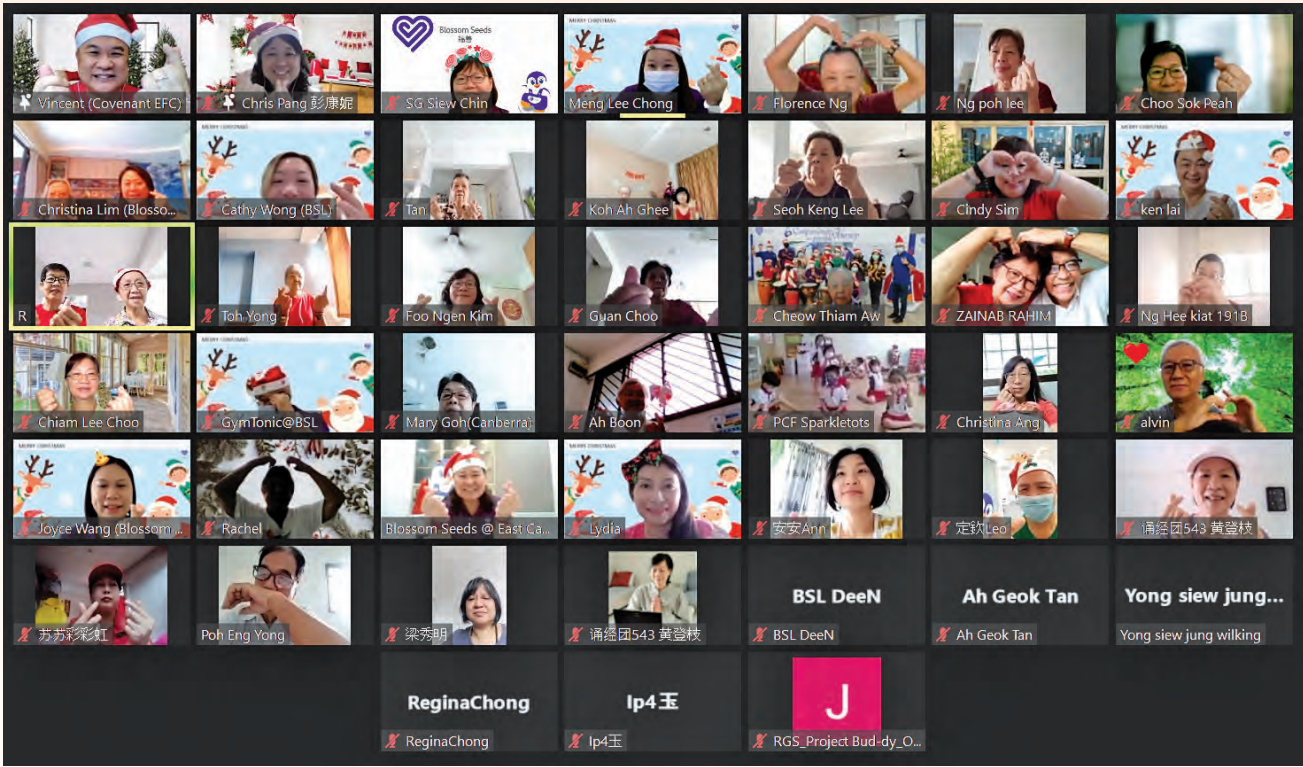 Vincent (Covenant EFC)
Chris Pang 彭康妮
Blossom Seeds
SG Siew Chin
MERRY CHRISTMAS
Meng Lee Chong
Florence Ng
Ng poh lee
Choo Sok Peah
Christina Lim (Blosso...
MERRY CHRISTMAS
Cathy Wong (BSL)
Tan
Koh Ah Ghee
Seoh Keng Lee
Cindy Sim
MERRY CHRISTMAS
ken lai
R
Toh Yong
Foo Ngen Kim
Guan Choo
Cheow Thiam Aw
ZAINAB RAHIM
Ng Hee kiat 191B
Chiam Lee Choo
MERRY CHRISTMAS
GymTonic@BSL
Mary Goh(Canberra)
Ah Boon
PCF Sparkletots
Christina Ang
alvin
MERRY CHRISTMAS
Joyce Wang (Blossom ...
Rachel
Blossom Seeds @ East Ca...
MERRY CHRISTMAS
Lydia
安安Ann
定钦Leo
诵经团543 黄登枝
苏苏彩彩虹
Poh Eng Yong
梁秀明
诵经团543 黄登枝
BSL DeeN
BSL DeeN
Ah Geok Tan
Ah Geok Tan
Yong siew jung...
Yong siew jung wilking
ReginaChong
ReginaChong
Ip4玉
Ip4玉
J
RGS_Project Bud-dy_O...